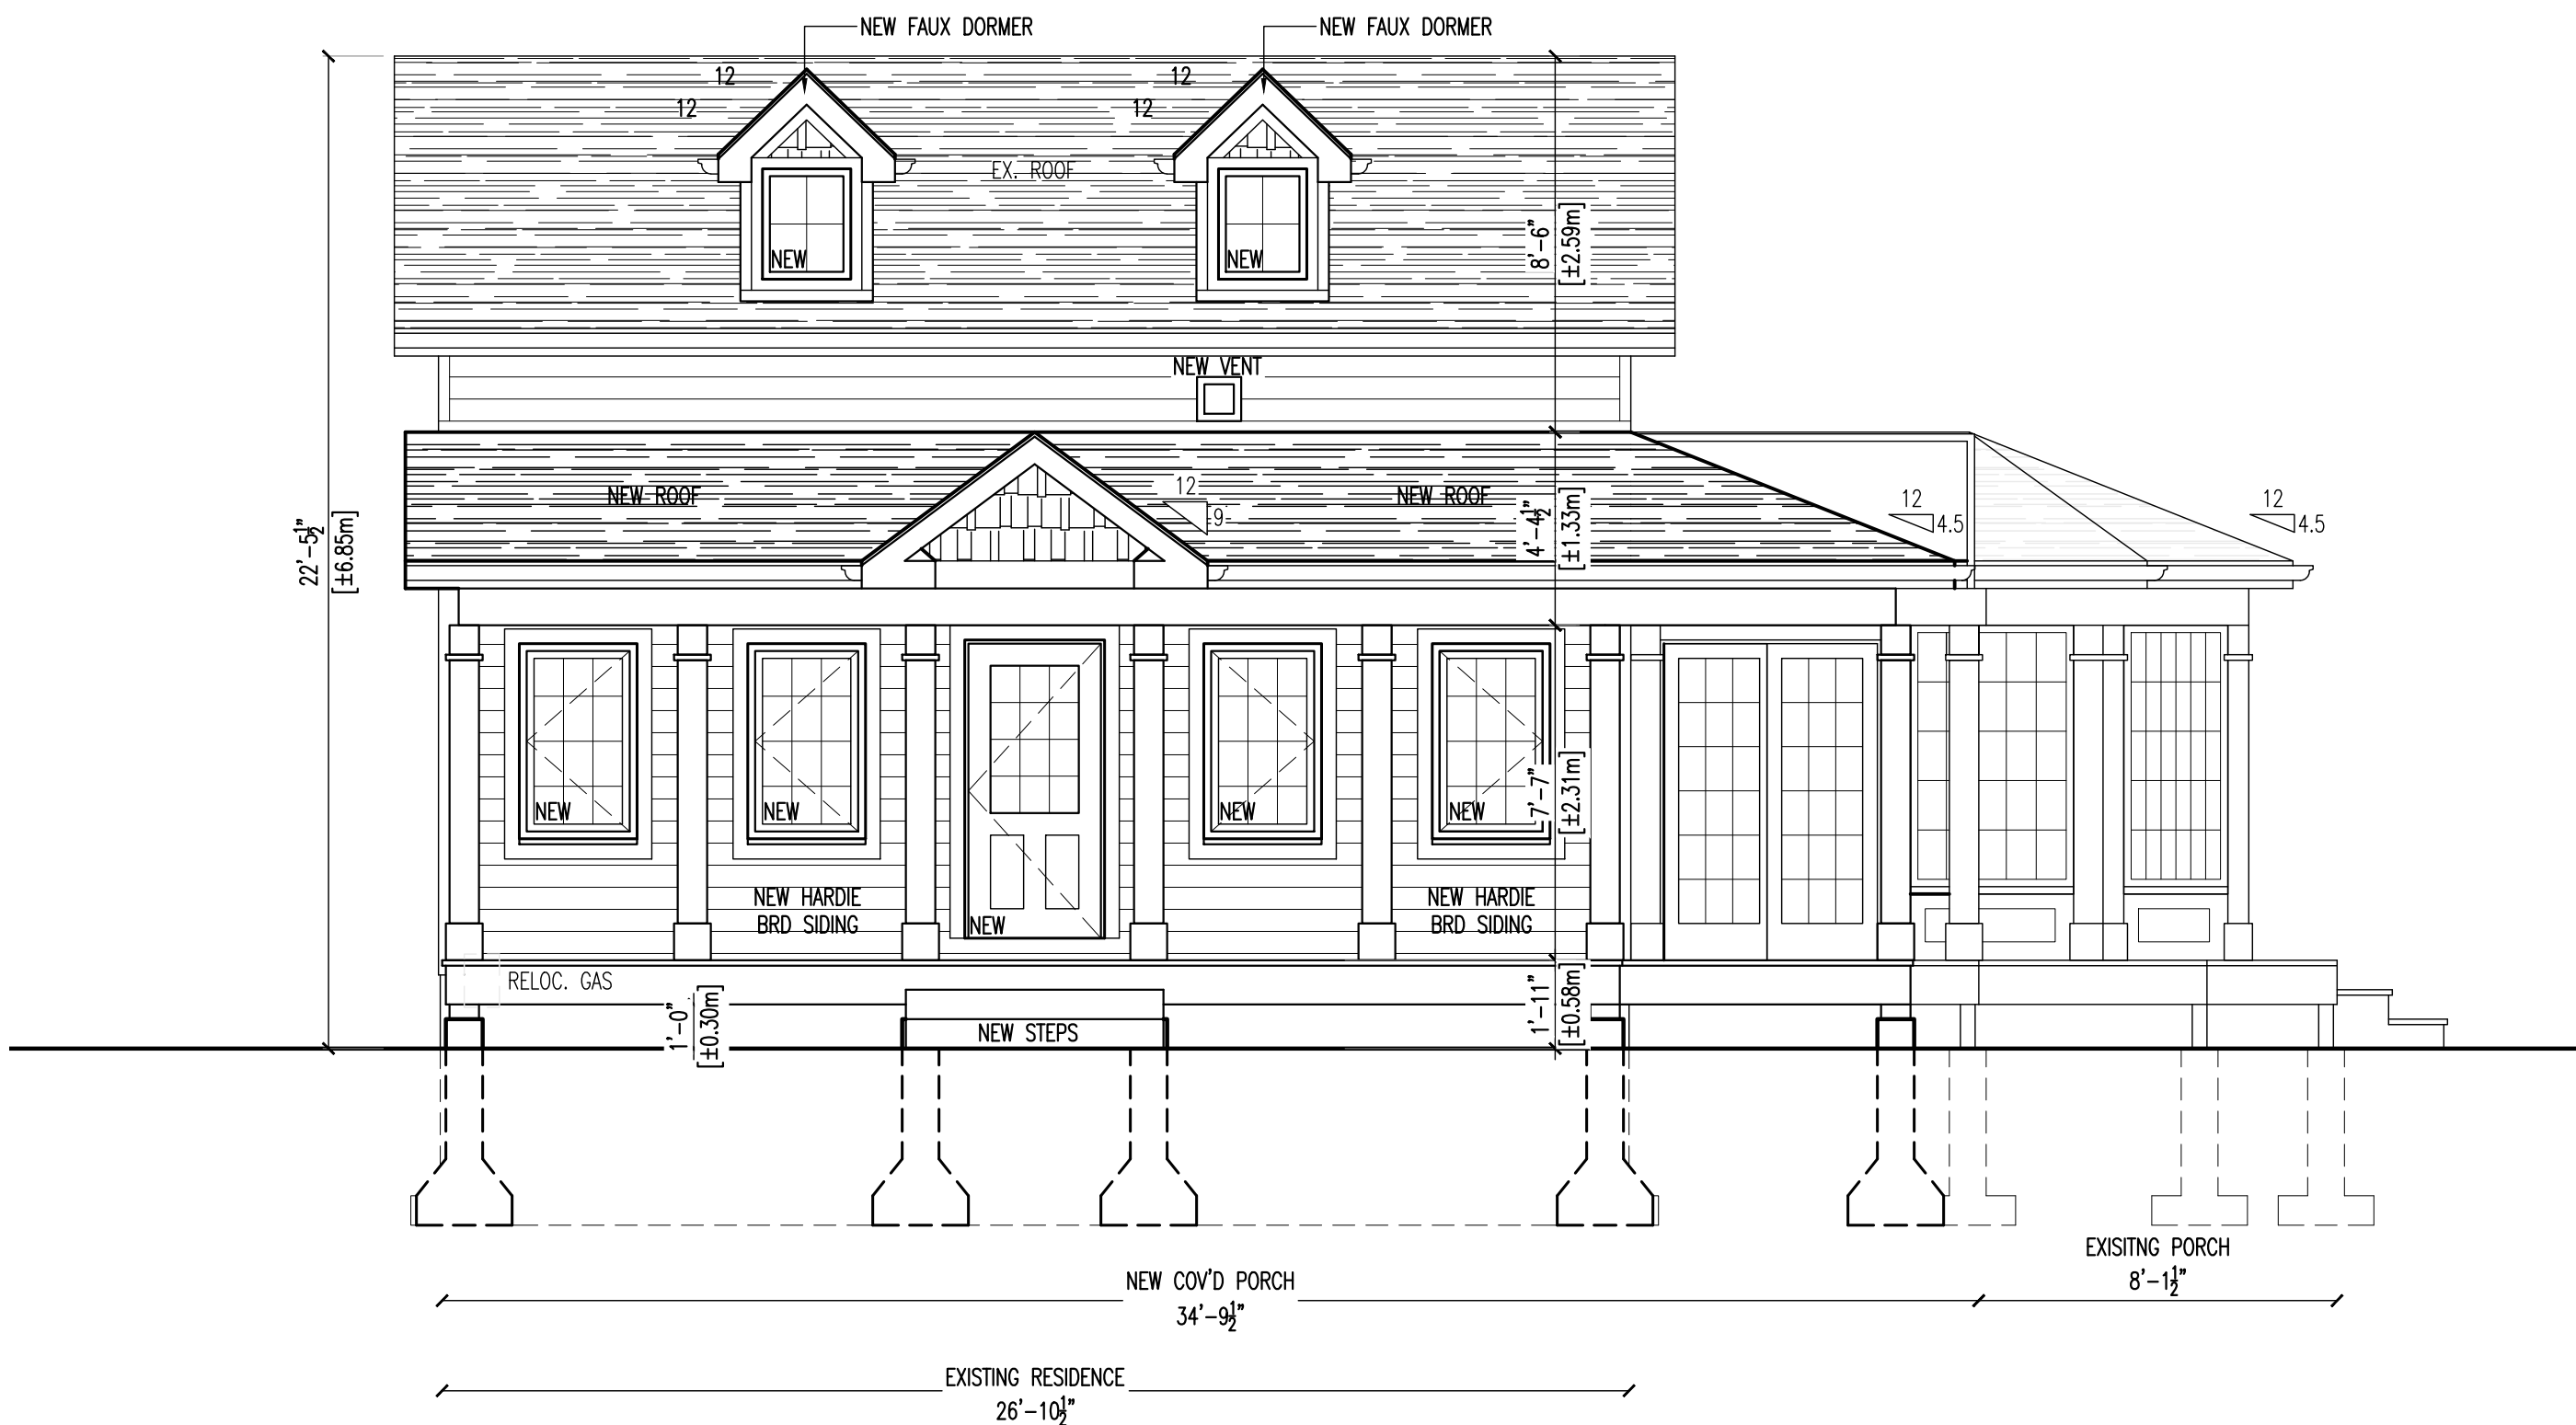 NEW FAUX DORMER
NEW FAUX DORMER
12
12
12
12
EX. ROOF
NEW
NEW
8'-6"
[±2.59m]
NEW VENT
NEW ROOF
NEW ROOF
12
9
12
4.5
12
4.5
22'-5½"
[±6.85m]
4'-4½"
[±1.33m]
NEW
NEW
NEW
NEW
NEW
7'-7"
[±2.31m]
NEW HARDIE
BRD SIDING
NEW HARDIE
BRD SIDING
RELOC. GAS
1'-0"
[±0.30m]
NEW STEPS
1'-11"
[±0.58m]
EXISITNG PORCH
8'-1½"
NEW COV'D PORCH
34'-9½"
EXISTING RESIDENCE
26'-10½"